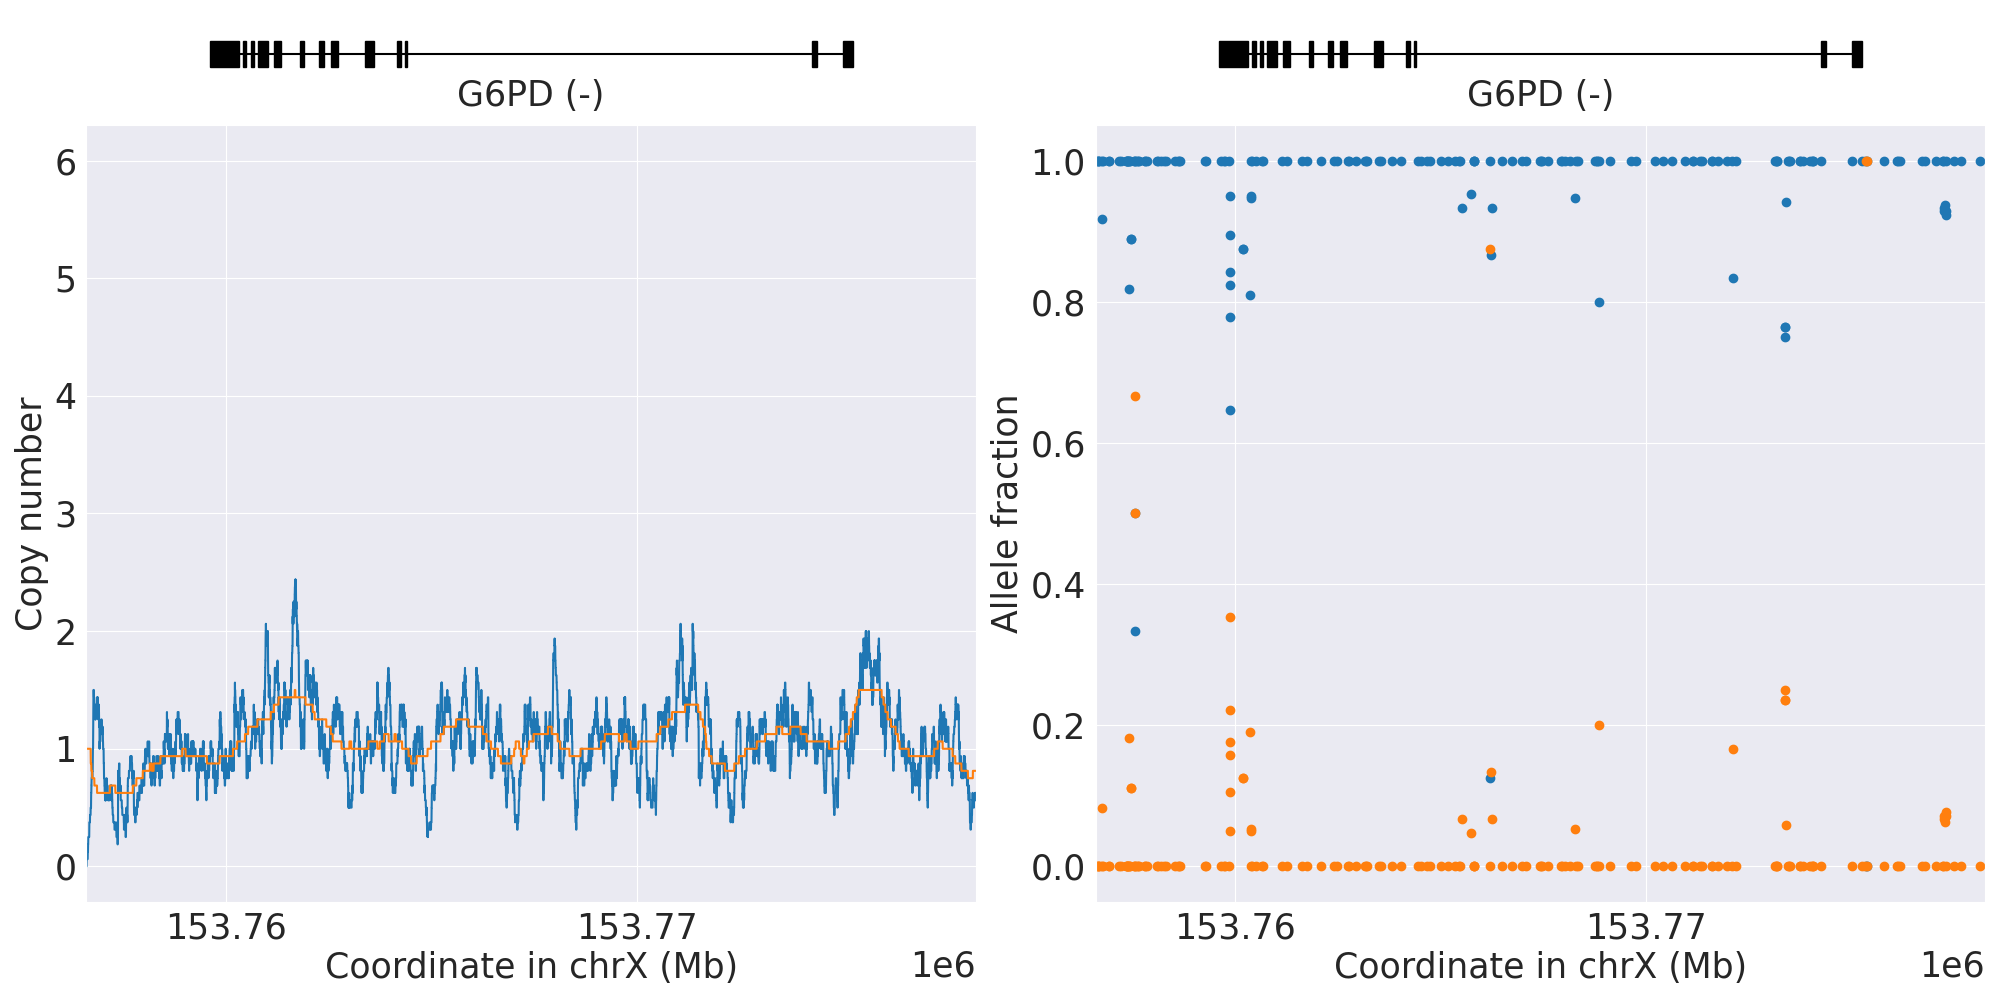 G6PD (-)
6
5
4
3
2
1
0
Copy number
153.76
153.77
Coordinate in chrX (Mb)
1e6
G6PD (-)
1.0
0.8
0.6
0.4
0.2
0.0
Allele fraction
153.76
153.77
Coordinate in chrX (Mb)
1e6